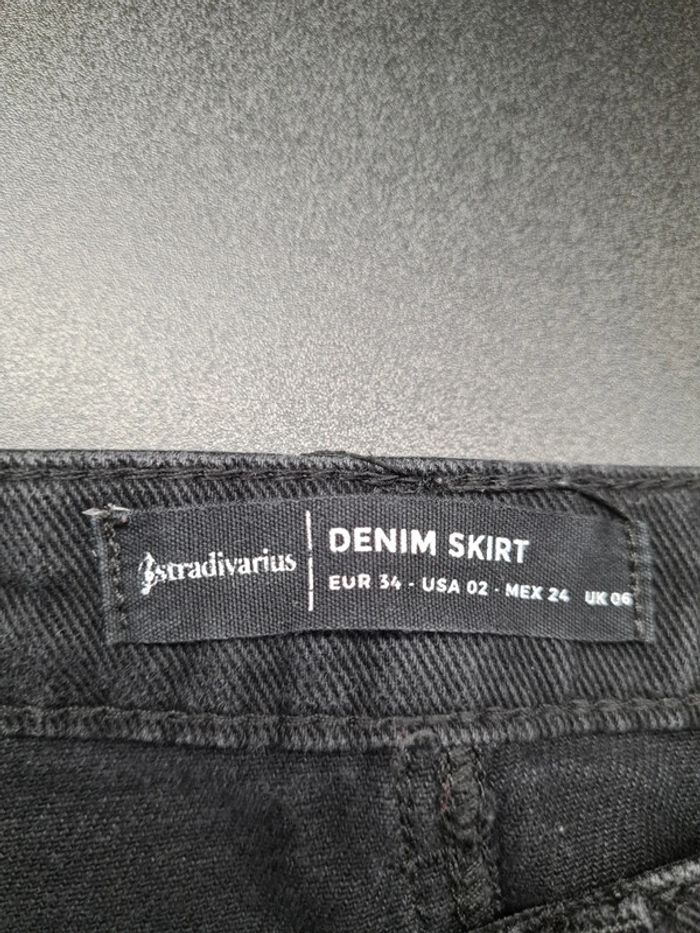 stradivarius
DENIM SKIRT
EUR 34 - USA 02 - MEX 24 UK 06